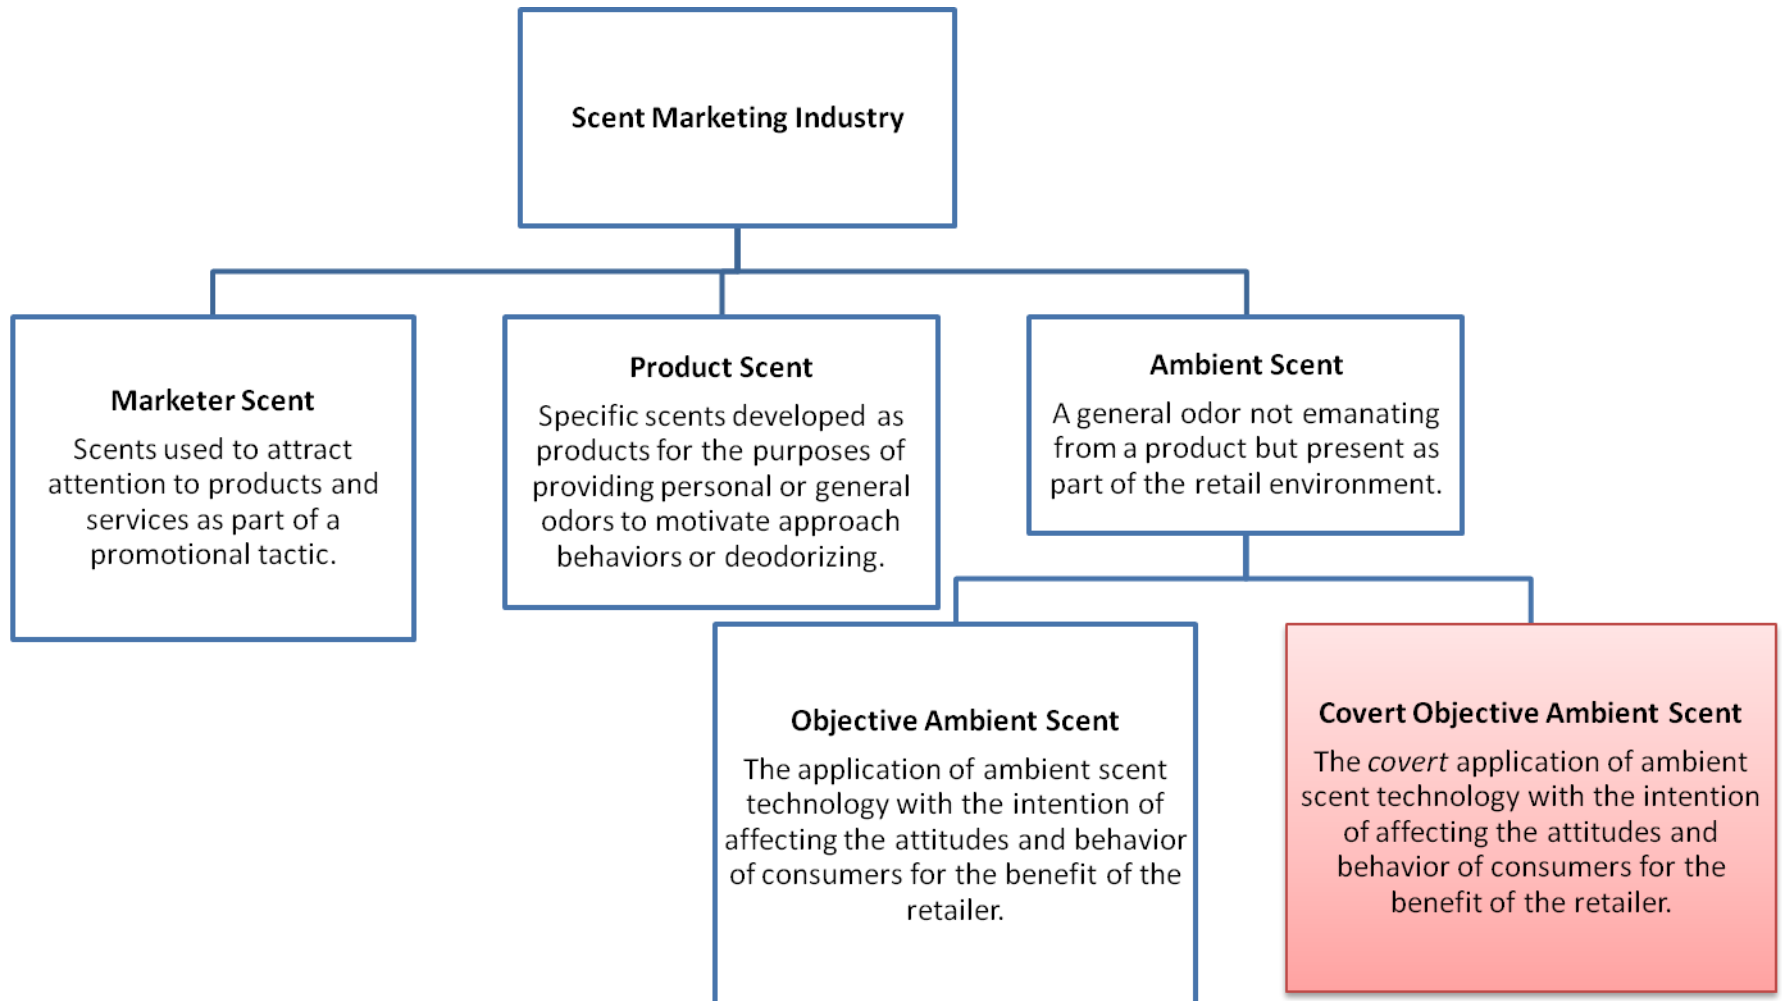 Scent Marketing Industry
Marketer Scent
Scents used to attract
attention to products and
services as part of a
promotional tactic.
Product Scent
Specific scents developed as
products for the purposes of
providing personal or general
odors to motivate approach
behaviors or deodorizing.
Ambient Scent
A general odor not emanating
from a product but present as
part of the retail environment.
Objective Ambient Scent
The application of ambient scent
technology with the intention of
affecting the attitudes and behavior
of consumers for the benefit of the
retailer.
Covert Objective Ambient Scent
The covert application of ambient
scent technology with the intention
of affecting the attitudes and
behavior of consumers for the
benefit of the retailer.